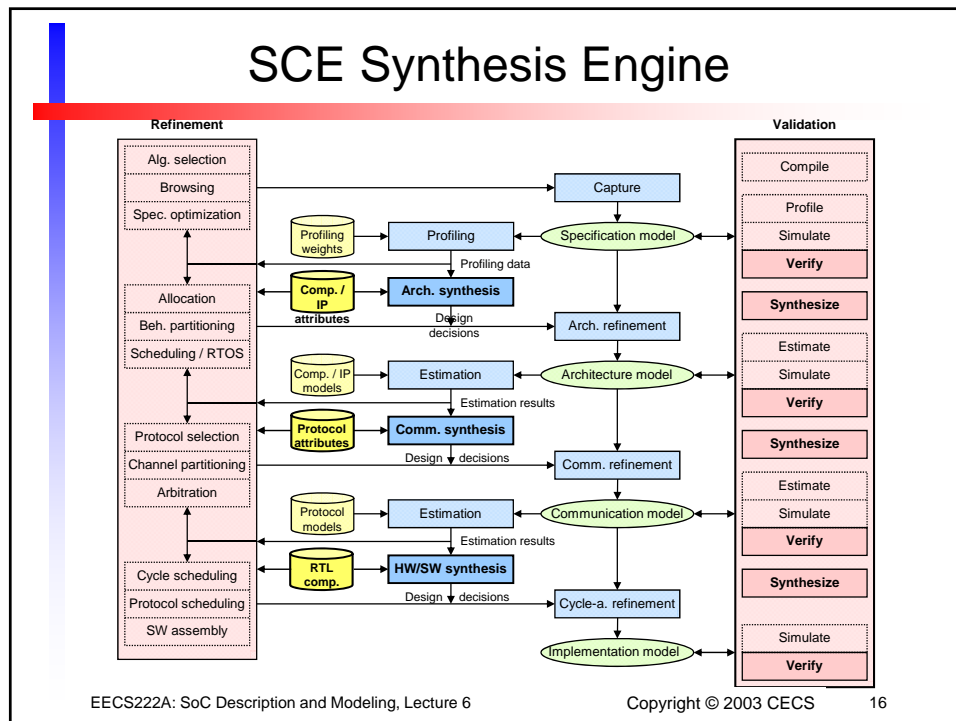 SCE Synthesis Engine
Refinement
Validation
Alg. selection
Browsing
Spec. optimization
Allocation
Beh. partitioning
Scheduling / RTOS
Protocol selection
Channel partitioning
Arbitration
Cycle scheduling
Protocol scheduling
SW assembly
Capture
Profiling
weights
Profiling
Specification model
Profiling data
Comp. /
IP
attributes
Arch. synthesis
Design
decisions
Arch. refinement
Comp. / IP
models
Estimation
Architecture model
Estimation results
Protocol
attributes
Comm. synthesis
Design decisions
Comm. refinement
Protocol
models
Estimation
Communication model
Estimation results
RTL
comp.
HW/SW synthesis
Design decisions
Cycle-a. refinement
Implementation model
Compile
Profile
Simulate
Verify
Synthesize
Estimate
Simulate
Verify
Synthesize
Estimate
Simulate
Verify
Synthesize
Simulate
Verify
EECS222A: SoC Description and Modeling, Lecture 6
Copyright © 2003 CECS
16